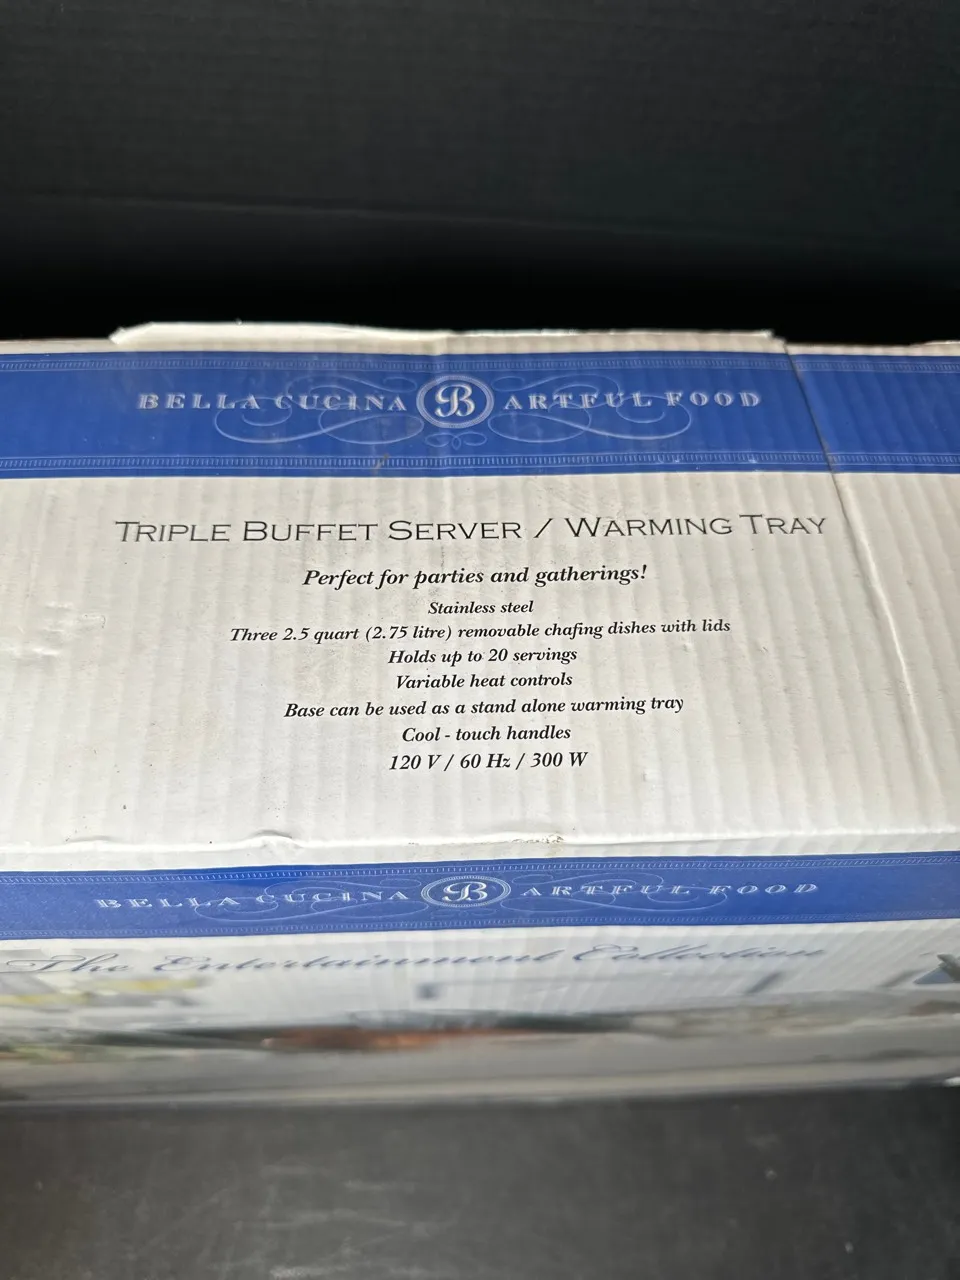 BELLA CUCINA B ARTFUL FOOD
TRIPLE BUFFET SERVER / WARMING TRAY
Perfect for parties and gatherings!
Stainless steel
Three 2.5 quart (2.75 litre) removable chafing dishes with lids
Holds up to 20 servings
Variable heat controls
Base can be used as a stand alone warming tray
Cool - touch handles
120 V / 60 Hz / 300 W
BELLA CUCINA B ARTFUL FOOD
The Entertainment Collection